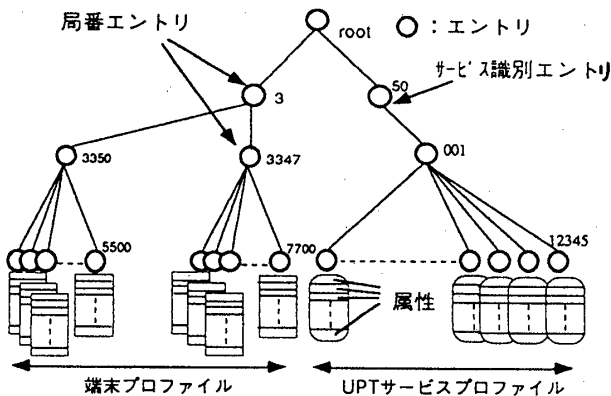 局番エントリ
root
：エントリ
3
50
サービス識別エントリ
3350
3347
001
5500
7700
12345
属性
端末プロファイル
UPTサービスプロファイル